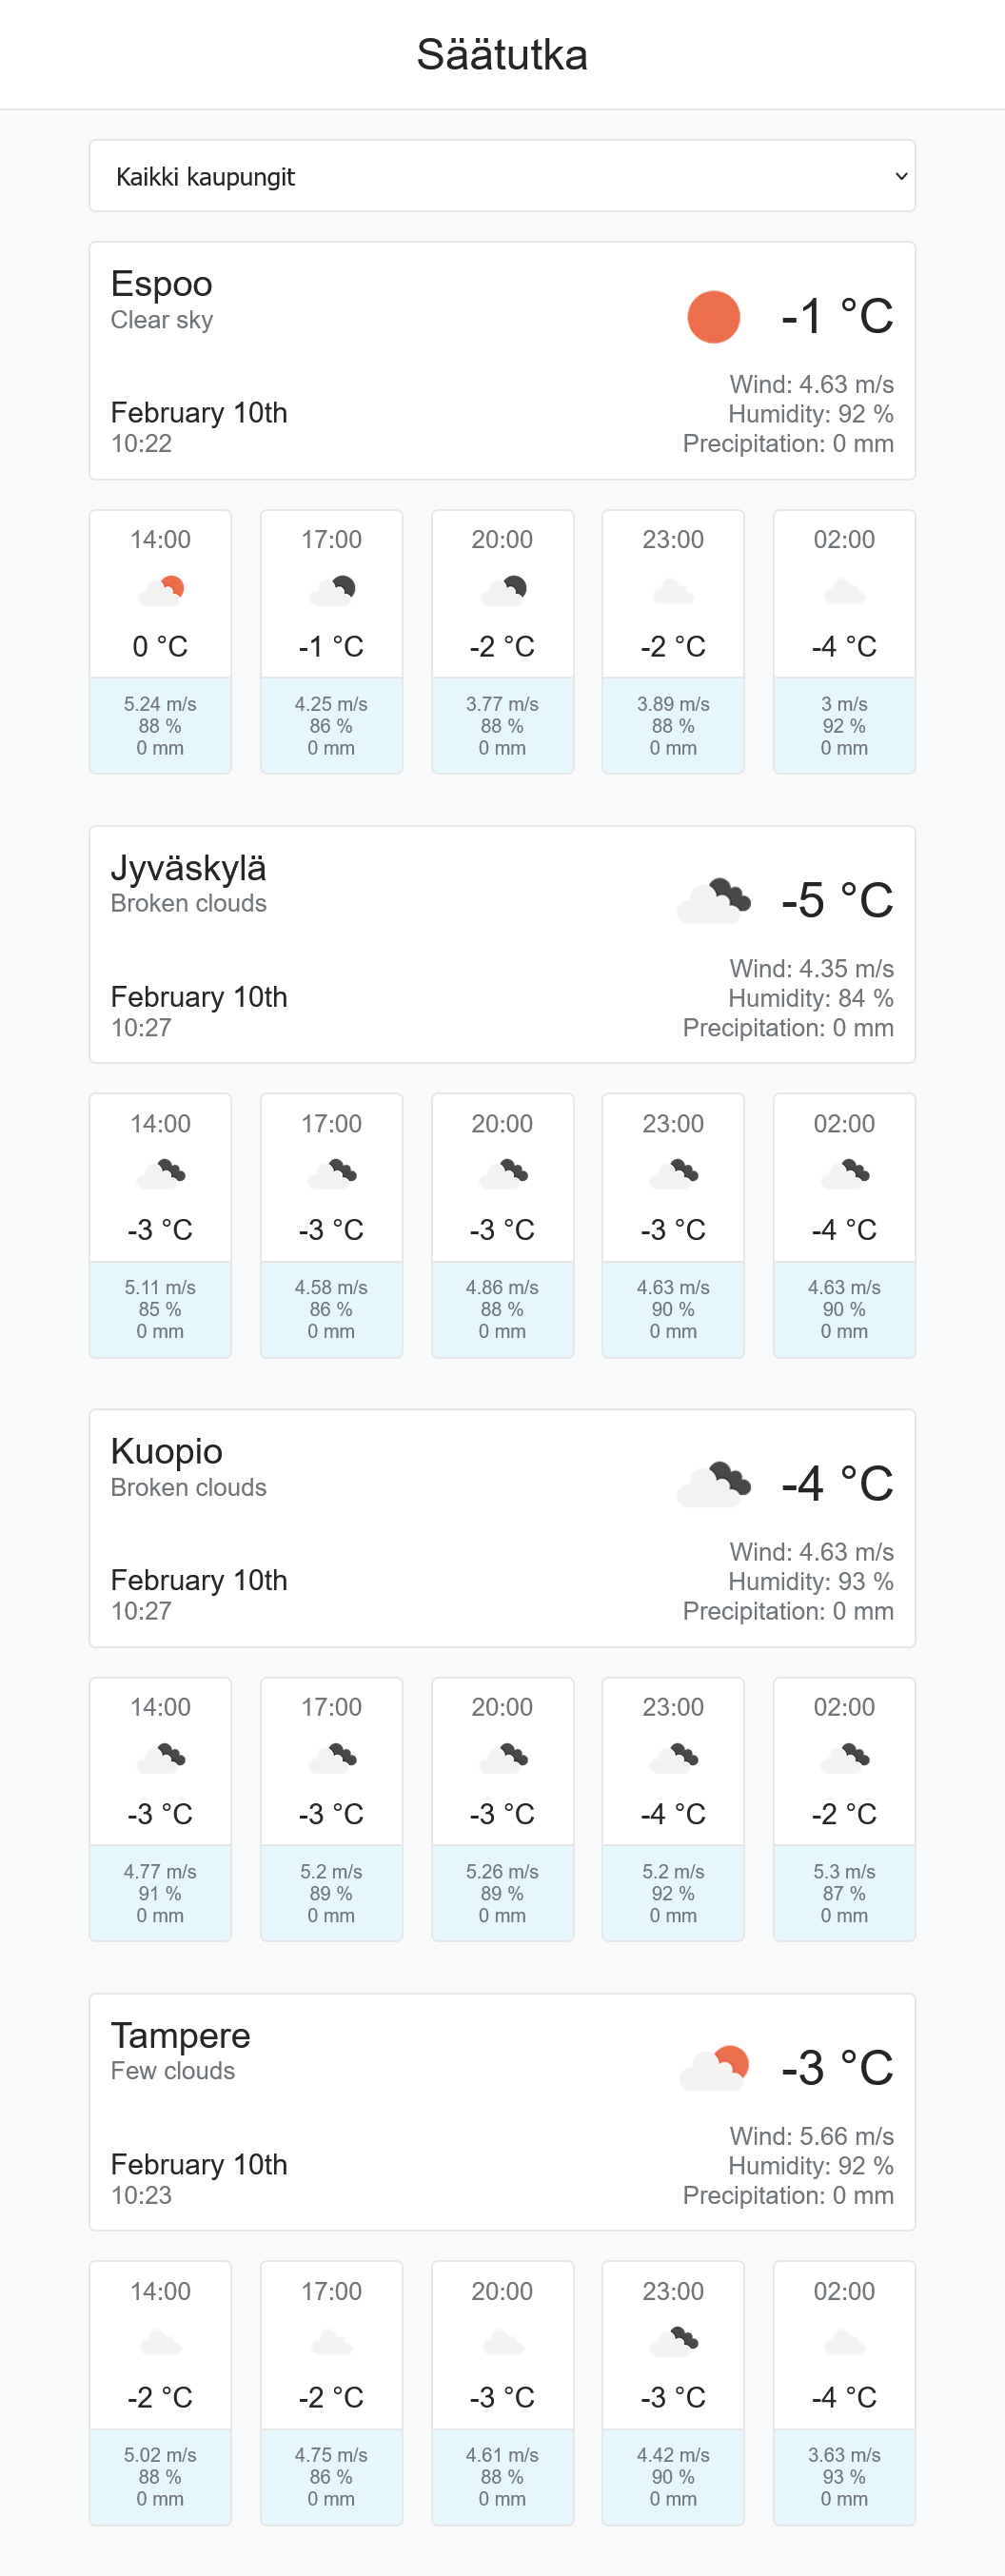 Säätutka
Kaikki kaupungit
Espoo
Clear sky
-1 °C
Wind: 4.63 m/s
February 10th
Humidity: 92 %
10:22
Precipitation: 0 mm
14:00 17:00 20:00 23:00 02:00
0 °C -1 °C -2 °C -2 °C -4 °C
5.24 m/s 4.25 m/s 3.77 m/s 3.89 m/s 3 m/s
88 % 86 % 88 % 88 % 92 %
0 mm 0 mm 0 mm 0 mm 0 mm
Jyväskylä
Broken clouds
-5 °C
Wind: 4.35 m/s
February 10th
Humidity: 84 %
10:27
Precipitation: 0 mm
14:00 17:00 20:00 23:00 02:00
-3 °C -3 °C -3 °C -3 °C -4 °C
5.11 m/s 4.58 m/s 4.86 m/s 4.63 m/s 4.63 m/s
85 % 86 % 88 % 90 % 90 %
0 mm 0 mm 0 mm 0 mm 0 mm
Kuopio
Broken clouds
-4 °C
Wind: 4.63 m/s
February 10th
Humidity: 93 %
10:27
Precipitation: 0 mm
14:00 17:00 20:00 23:00 02:00
-3 °C -3 °C -3 °C -4 °C -2 °C
4.77 m/s 5.2 m/s 5.26 m/s 5.2 m/s 5.3 m/s
91 % 89 % 89 % 92 % 87 %
0 mm 0 mm 0 mm 0 mm 0 mm
Tampere
Few clouds
-3 °C
Wind: 5.66 m/s
February 10th
Humidity: 92 %
10:23
Precipitation: 0 mm
14:00 17:00 20:00 23:00 02:00
-2 °C -2 °C -3 °C -3 °C -4 °C
5.02 m/s 4.75 m/s 4.61 m/s 4.42 m/s 3.63 m/s
88 % 86 % 88 % 90 % 93 %
0 mm 0 mm 0 mm 0 mm 0 mm